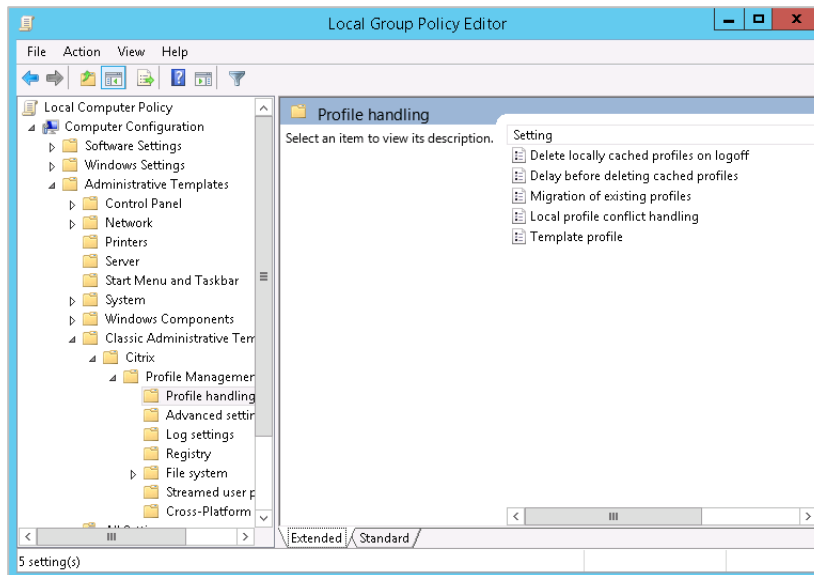 Local Group Policy Editor
File Action View Help
Local Computer Policy
Computer Configuration
Software Settings
Windows Settings
Administrative Templates
Control Panel
Network
Printers
Server
Start Menu and Taskbar
System
Windows Components
Classic Administrative Tem
Citrix
Profile Managemer
Profile handling
Advanced settir
Log settings
Registry
File system
Streamed user p
Cross-Platform
Profile handling
Select an item to view its description.
Setting
Delete locally cached profiles on logoff
Delay before deleting cached profiles
Migration of existing profiles
Local profile conflict handling
Template profile
Extended Standard
5 setting(s)